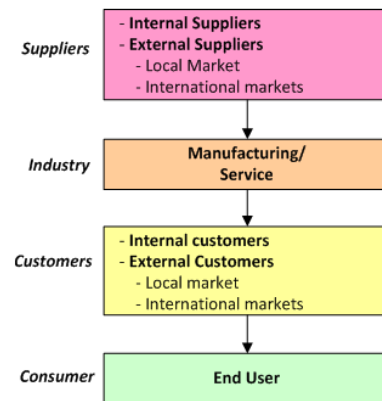 Suppliers
- Internal Suppliers
- External Suppliers
- Local Market
- International markets
Industry
Manufacturing/
Service
Customers
- Internal customers
- External Customers
- Local market
- International markets
Consumer
End User